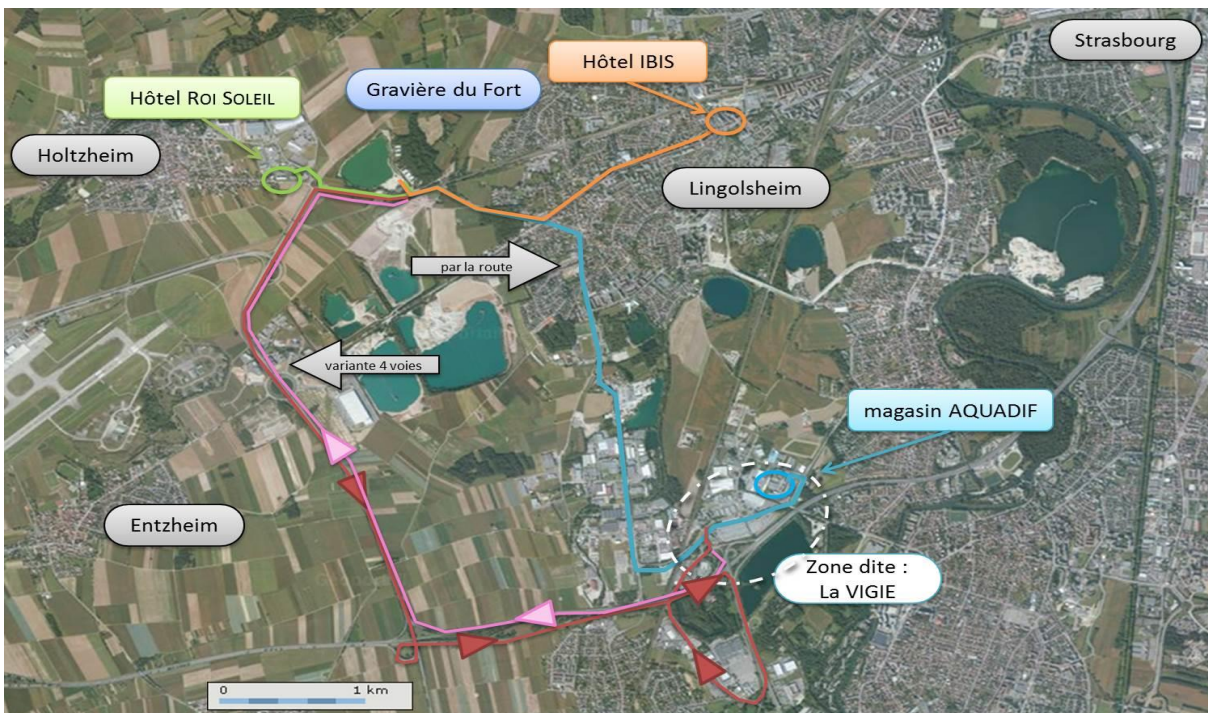 Strasbourg
Hôtel IBIS
Gravière du Fort
Hôtel ROI SOLEIL
Holtzheim
Lingolsheim
par la route
variante 4 voies
magasin AQUADIF
Entzheim
Zone dite :
La VIGIE
0 1 km